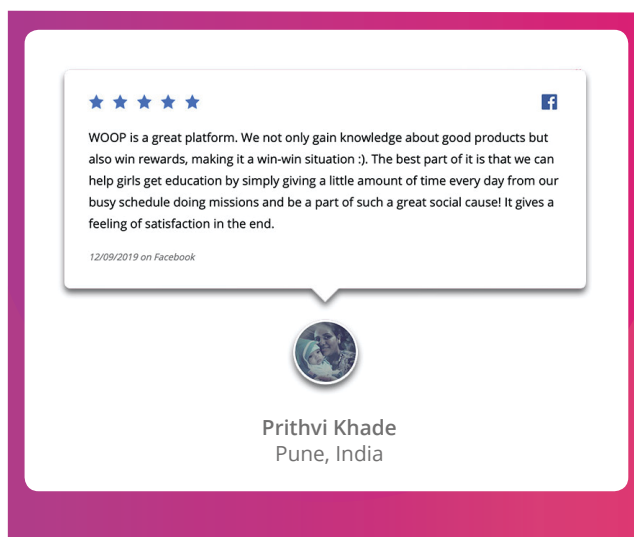 WOOP is a great platform. We not only gain knowledge about good products but
also win rewards, making it a win-win situation :). The best part of it is that we can
help girls get education by simply giving a little amount of time every day from our
busy schedule doing missions and be a part of such a great social cause! It gives a
feeling of satisfaction in the end.
12/09/2019 on Facebook
Prithvi Khade
Pune, India